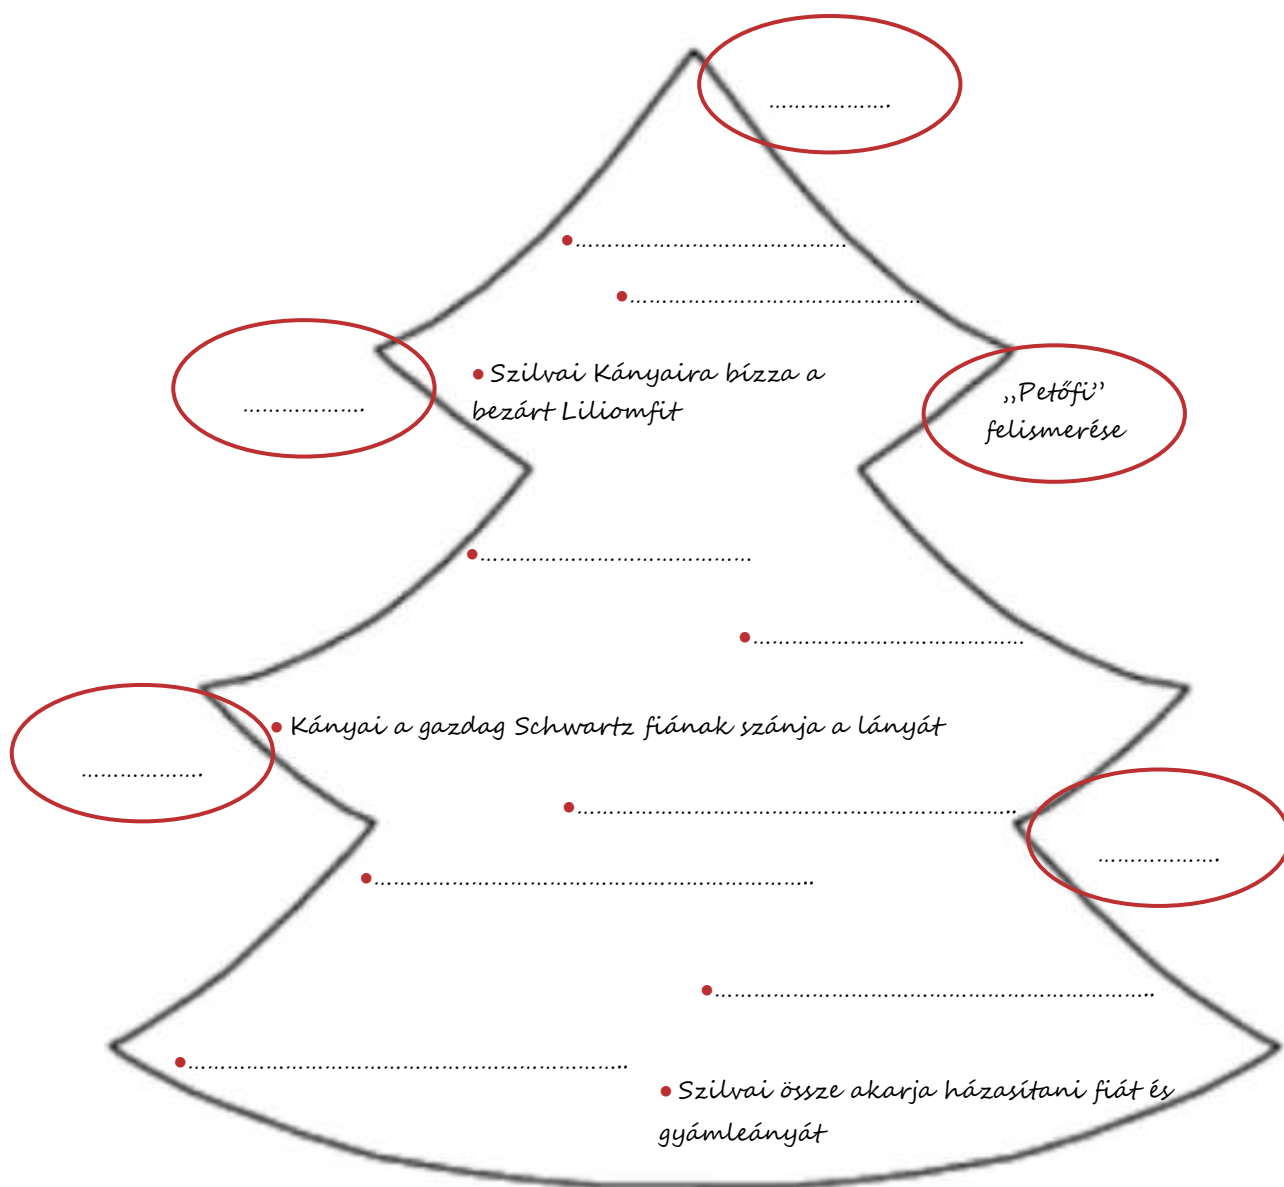 ……………….
•……………………………………
•………………………………………
• Szilvai Kányaira bízza a
bezárt Liliomfit
……………….
„Petőfi”
felismerése
•……………………………………
•……………………………………
• Kányai a gazdag Schwartz fiának szánja a lányát
……………….
•…………………………………………………………..
……………….
•…………………………………………………………..
•…………………………………………………………..
•…………………………………………………………..
• Szilvai össze akarja házasítani fiát és
gyámleányát